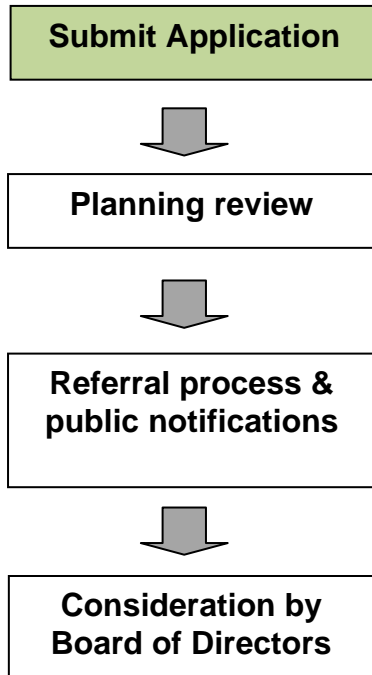 Submit Application
Planning review
Referral process &
public notifications
Consideration by
Board of Directors